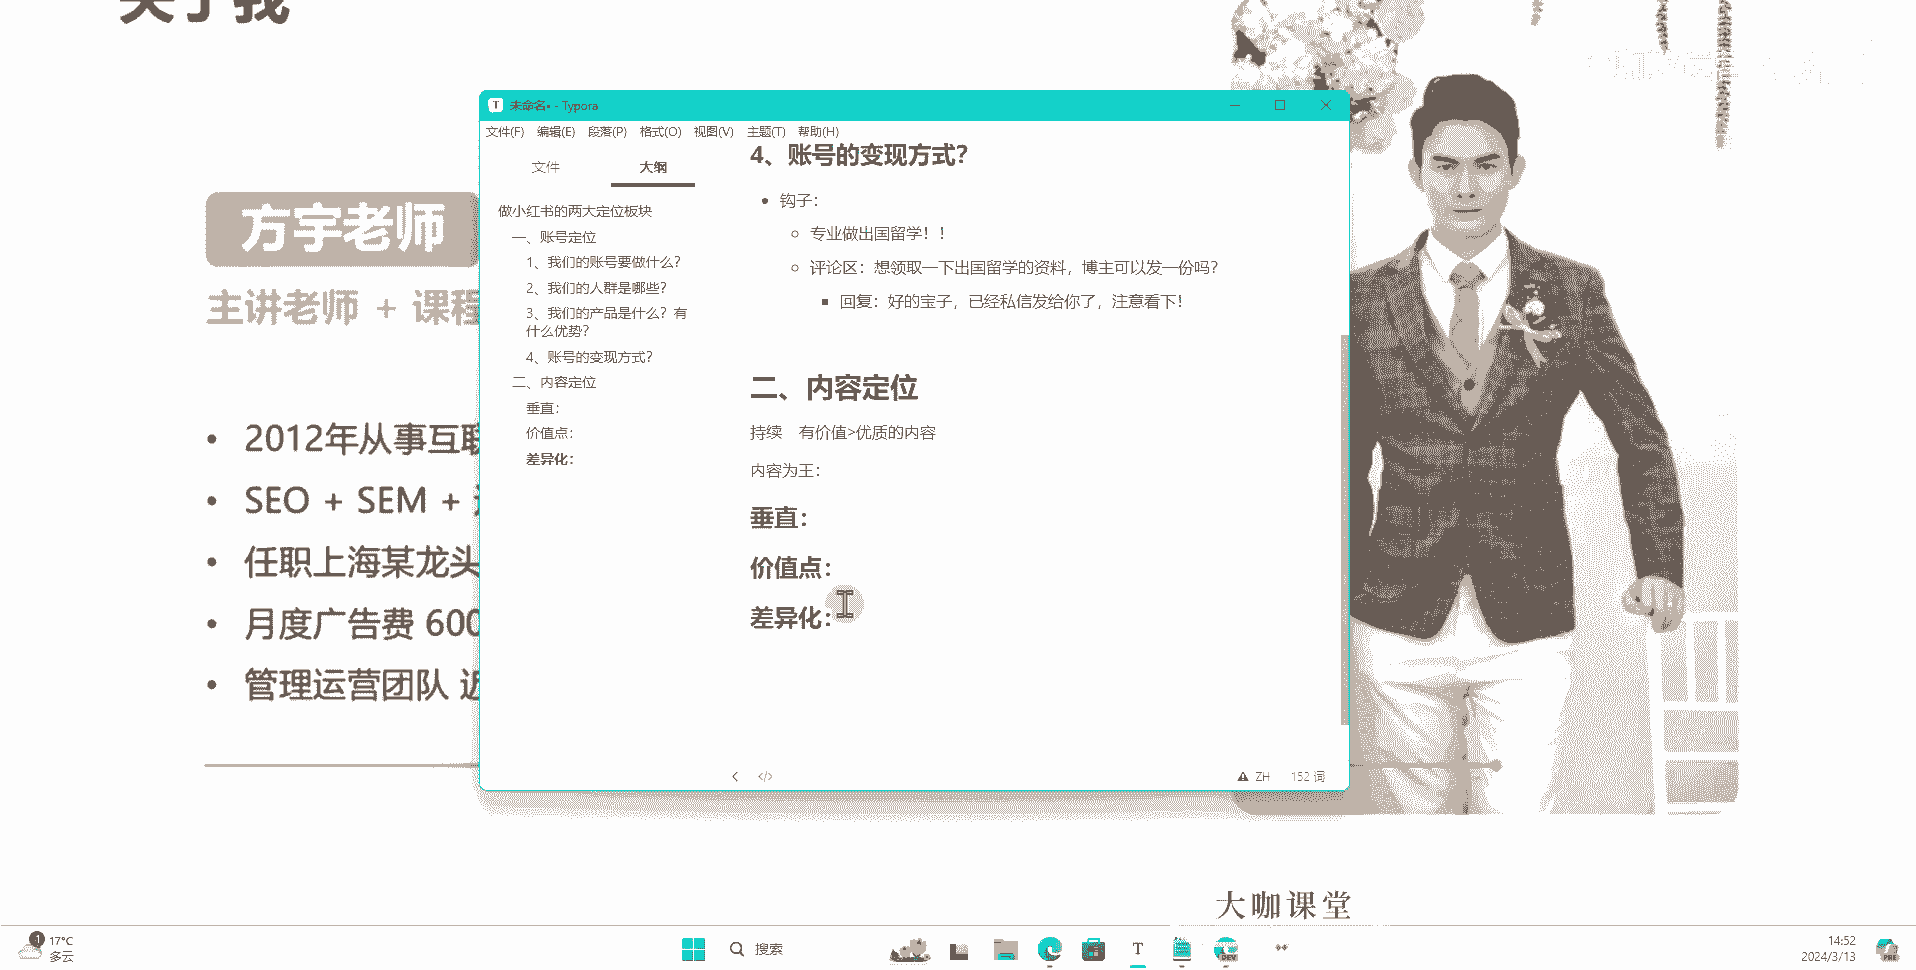 关于我
方宇老师
主讲老师 + 课程
• 2012年从事互联
• SEO + SEM +
• 任职上海某龙头
• 月度广告费 600
• 管理运营团队 近
未命名• - Typora
文件(F) 编辑(E) 段落(P) 格式(O) 视图(V) 主题(T) 帮助(H)
文件 大纲
做小红书的两大定位板块
一、账号定位
1、我们的账号要做什么？
2、我们的人群是哪些？
3、我们的产品是什么？有
什么优势？
4、账号的变现方式？
二、内容定位
垂直：
价值点：
差异化：
4、账号的变现方式？
• 钩子：
○ 专业做出国留学！！
○ 评论区：想领取一下出国留学的资料，博主可以发一份吗？
▪ 回复：好的宝子，已经私信发给你了，注意看下！
二、内容定位
持续 有价值>优质的内容
内容为王：
垂直：
价值点：
差异化：
ZH 152 词
大咖课堂
1 17°C
多云
搜索
T
DEV
14:52
2024/3/13
PRE